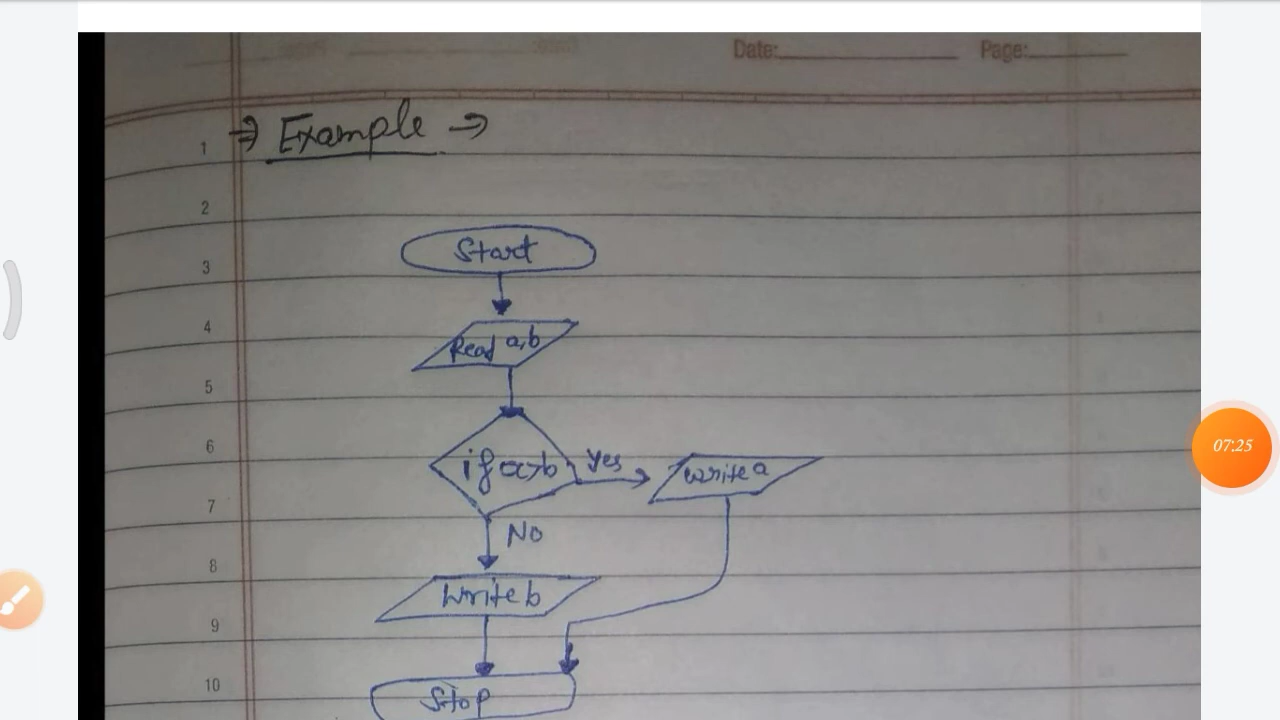 Date: Page:
1 ⇒ Example →
2
Start
3
4
Read a,b
5
6
if a>b Yes Write a
7
No
8
Write b
9
10
Stop
07:25